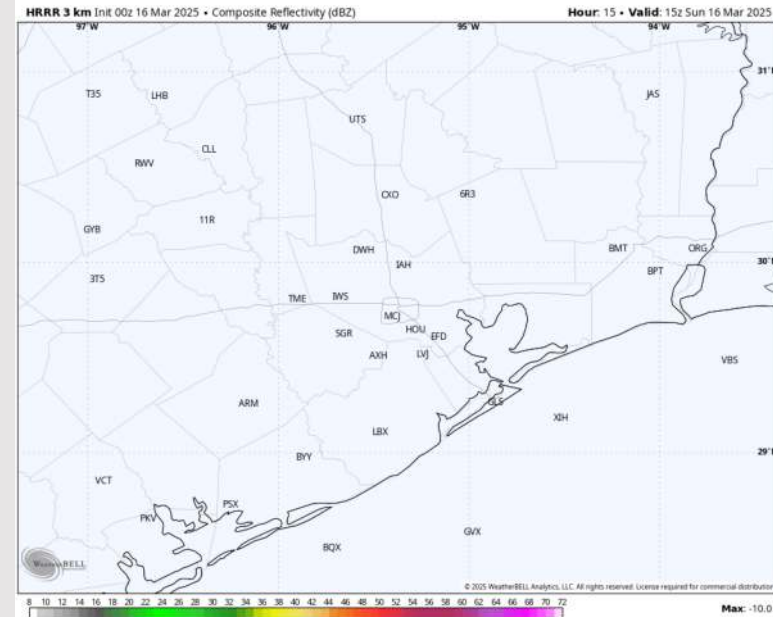 HRRR 3 km Init 00z 16 Mar 2025 • Composite Reflectivity (dBZ) Hour: 15 • Valid: 15z Sun 16 Mar 2025
97°W 96°W 95°W 94°W
31°
T35 LHB JAS
UTS
CLL
RWV
CXO 6R3
11R
GYB
DWH BMT ORG
IAH 30°
3T5 BPT
TME IWS
MCJ
SGR HOU EFD
AXH LVJ VBS
ARM GLS
XIH
LBX
BYY 29°
VCT
PSX
PKV
GVX
BQX
WeatherBELL
© 2025 WeatherBELL Analytics, LLC. All rights reserved. License required for commercial distribution
8 10 12 14 16 18 20 22 24 26 28 30 32 34 36 38 40 42 44 46 48 50 52 54 56 58 60 62 64 66 68 70 72
Max: -10.0